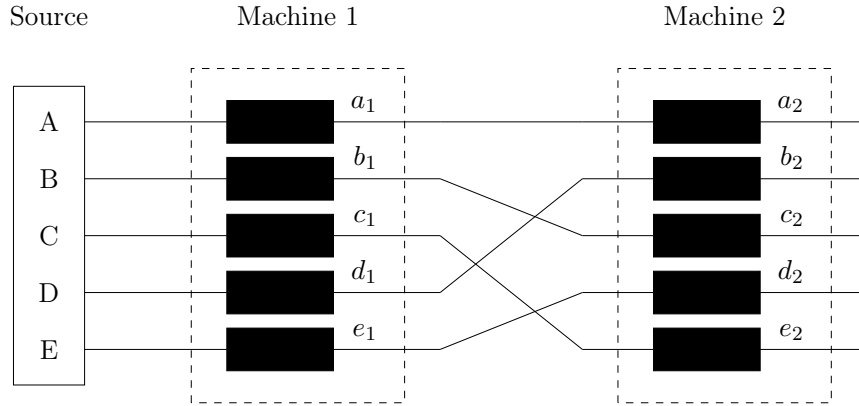 Source Machine 1 Machine 2
A a₁ a₂
B b₁ b₂
C c₁ c₂
D d₁ d₂
E e₁ e₂